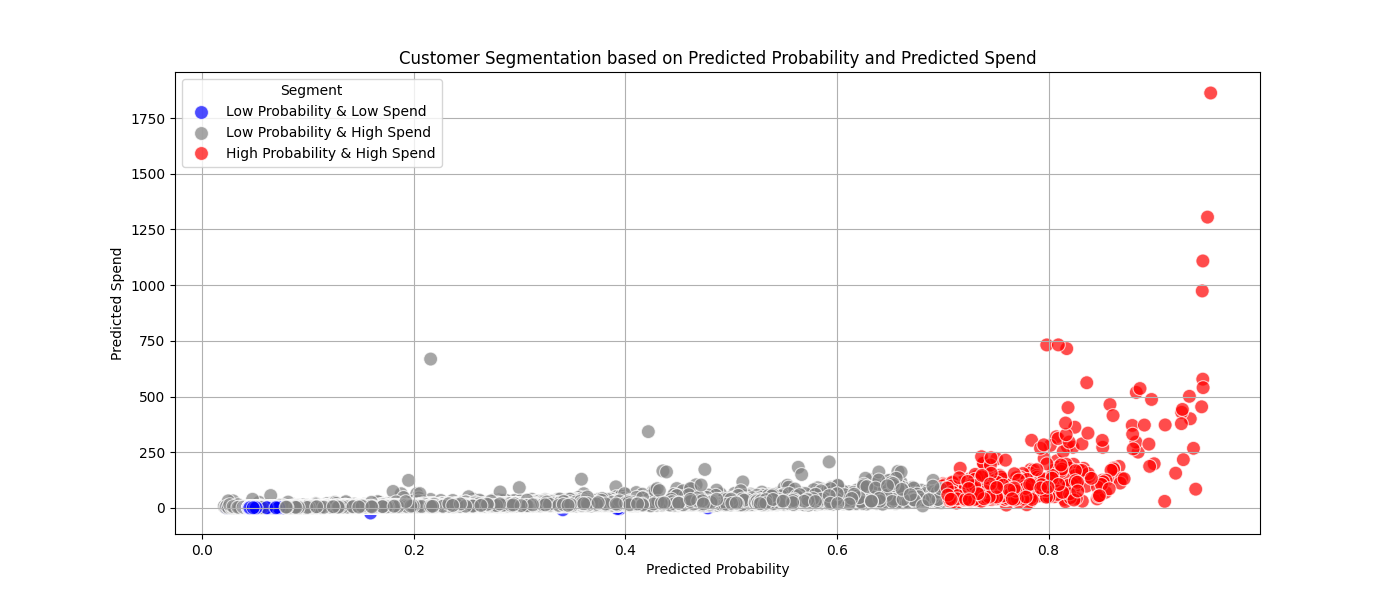 Customer Segmentation based on Predicted Probability and Predicted Spend
Segment
Low Probability & Low Spend
Low Probability & High Spend
High Probability & High Spend
1750
1500
1250
1000
750
500
250
0
Predicted Spend
0.0 0.2 0.4 0.6 0.8
Predicted Probability